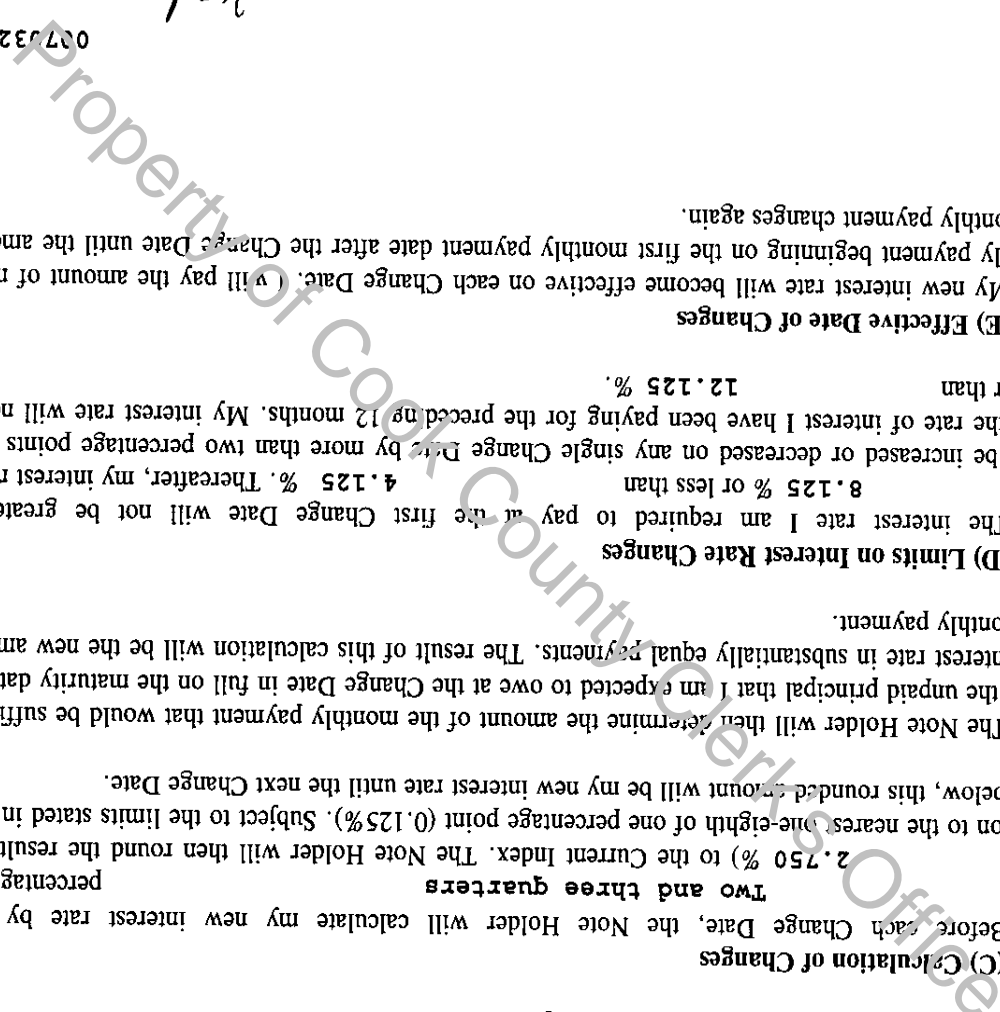 (C) Calculation of Changes
Before each Change Date, the Note Holder will calculate my new interest rate by
Two and three quarters percentag
2.750 %) to the Current Index. The Note Holder will then round the result
on to the nearest one-eighth of one percentage point (0.125%). Subject to the limits stated in
below, this rounded amount will be my new interest rate until the next Change Date.
The Note Holder will then determine the amount of the monthly payment that would be suffi
the unpaid principal that I am expected to owe at the Change Date in full on the maturity dat
nterest rate in substantially equal payments. The result of this calculation will be the new am
onthly payment.
D) Limits on Interest Rate Changes
The interest rate I am required to pay at the first Change Date will not be greate
8.125 % or less than 4.125 %. Thereafter, my interest r
be increased or decreased on any single Change Date by more than two percentage points
he rate of interest I have been paying for the preceding 12 months. My interest rate will n
r than 12.125 %.
E) Effective Date of Changes
My new interest rate will become effective on each Change Date. I will pay the amount of n
ly payment beginning on the first monthly payment date after the Change Date until the am
onthly payment changes again.
Property of Cook County Clerk's Office